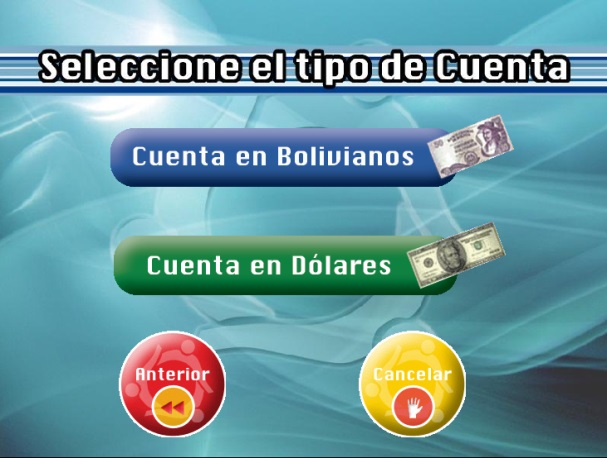 Seleccione el tipo de Cuenta
Cuenta en Bolivianos
Cuenta en Dólares
Anterior
Cancelar